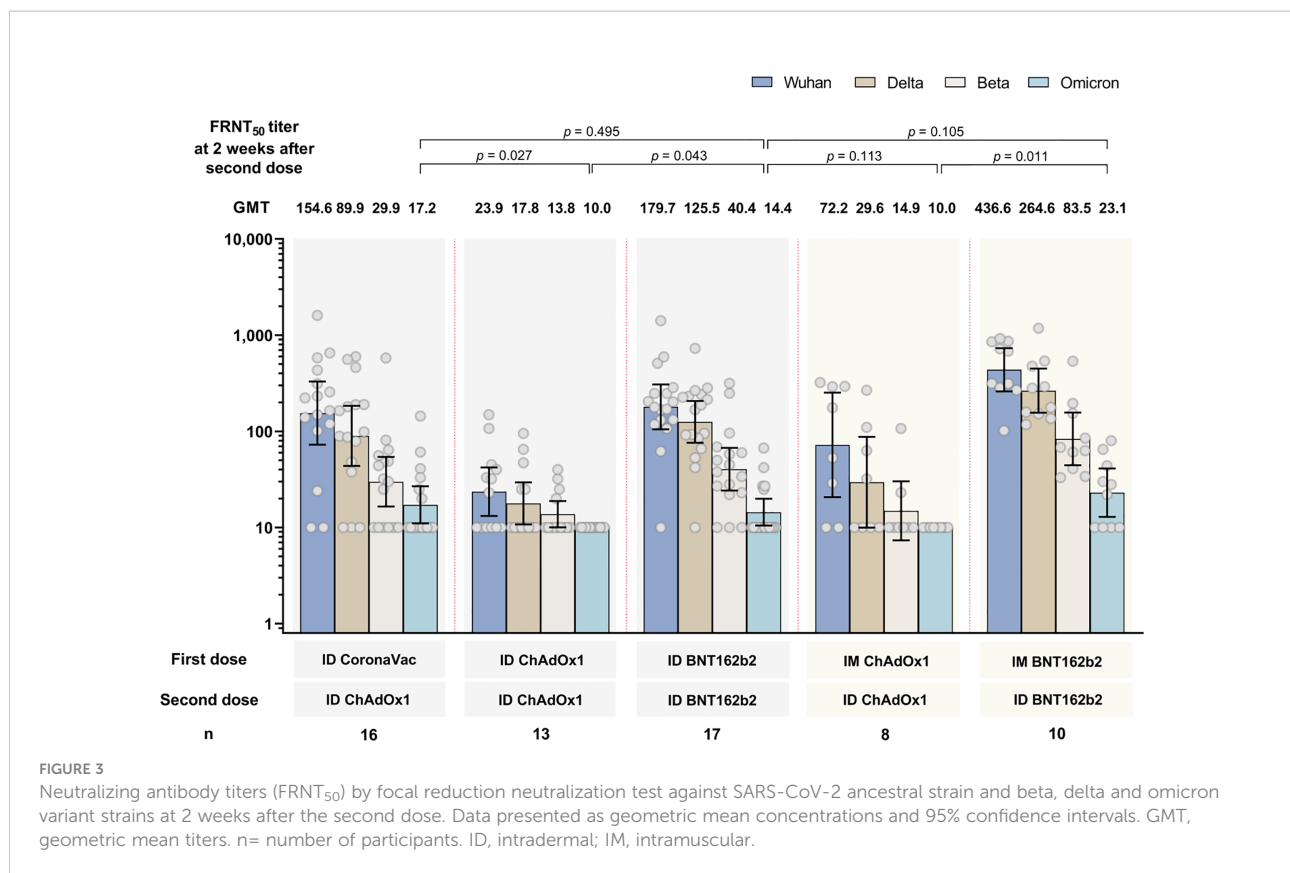 Wuhan Delta Beta Omicron
FRNT50 titer
at 2 weeks after
second dose
p = 0.495 p = 0.105
p = 0.027 p = 0.043 p = 0.113 p = 0.011
GMT 154.6 89.9 29.9 17.2 23.9 17.8 13.8 10.0 179.7 125.5 40.4 14.4 72.2 29.6 14.9 10.0 436.6 264.6 83.5 23.1
10,000
1,000
100
10
1
First dose ID CoronaVac ID ChAdOx1 ID BNT162b2 IM ChAdOx1 IM BNT162b2
Second dose ID ChAdOx1 ID ChAdOx1 ID BNT162b2 ID ChAdOx1 ID BNT162b2
n 16 13 17 8 10
FIGURE 3
Neutralizing antibody titers (FRNT50) by focal reduction neutralization test against SARS-CoV-2 ancestral strain and beta, delta and omicron
variant strains at 2 weeks after the second dose. Data presented as geometric mean concentrations and 95% confidence intervals. GMT,
geometric mean titers. n= number of participants. ID, intradermal; IM, intramuscular.